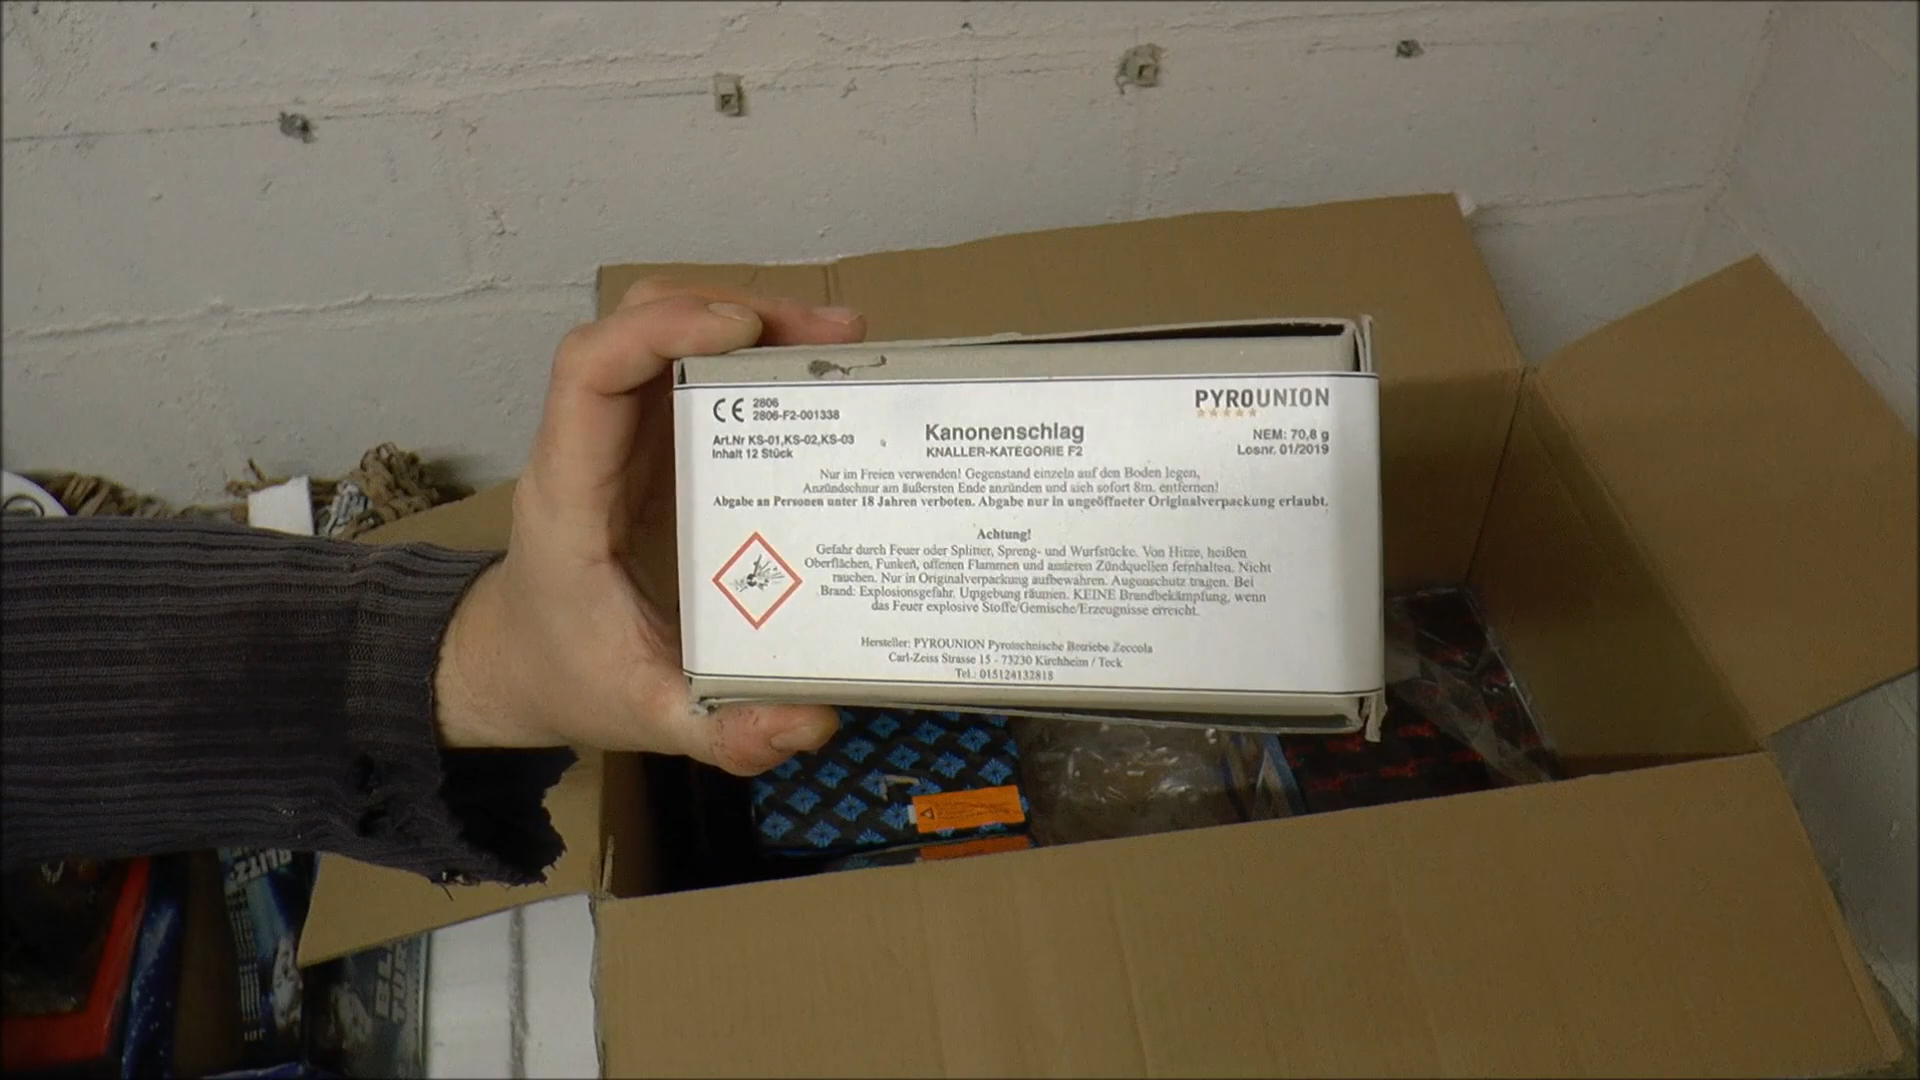 CE 2806
2806-F2-001338
Art.Nr KS-01,KS-02,KS-03
Inhalt 12 Stück
Kanonenschlag
KNALLER-KATEGORIE F2
PYROUNION
NEM: 70,8 g
Losnr. 01/2019
Nur im Freien verwenden! Gegenstand einzeln auf den Boden legen,
Anzündschnur am äußersten Ende anzünden und sich sofort 8m. entfernen!
Abgabe an Personen unter 18 Jahren verboten. Abgabe nur in ungeöffneter Originalverpackung erlaubt.
Achtung!
Gefahr durch Feuer oder Splitter, Spreng- und Wurfstücke. Von Hitze, heißen
Oberflächen, Funken, offenen Flammen und anderen Zündquellen fernhalten. Nicht
rauchen. Nur in Originalverpackung aufbewahren. Augenschutz tragen. Bei
Brand: Explosionsgefahr. Umgebung räumen. KEINE Brandbekämpfung, wenn
das Feuer explosive Stoffe/Gemische/Erzeugnisse erreicht.
Hersteller: PYROUNION Pyrotechnische Betriebe Zoccola
Carl-Zeiss Strasse 15 - 73230 Kirchheim / Teck
Tel.: 015124132818